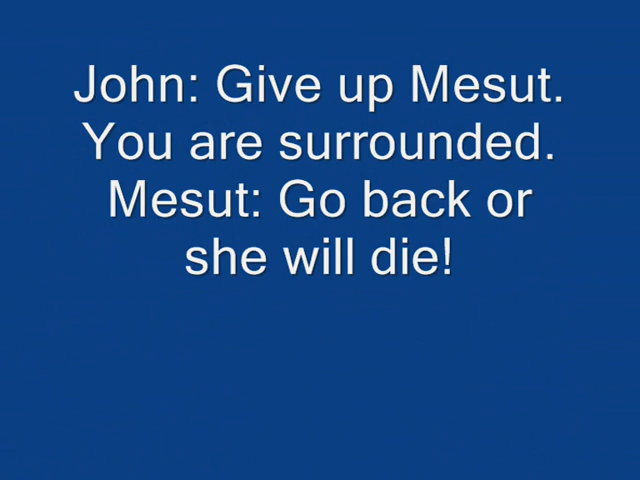 John: Give up Mesut.
You are surrounded.
Mesut: Go back or
she will die!